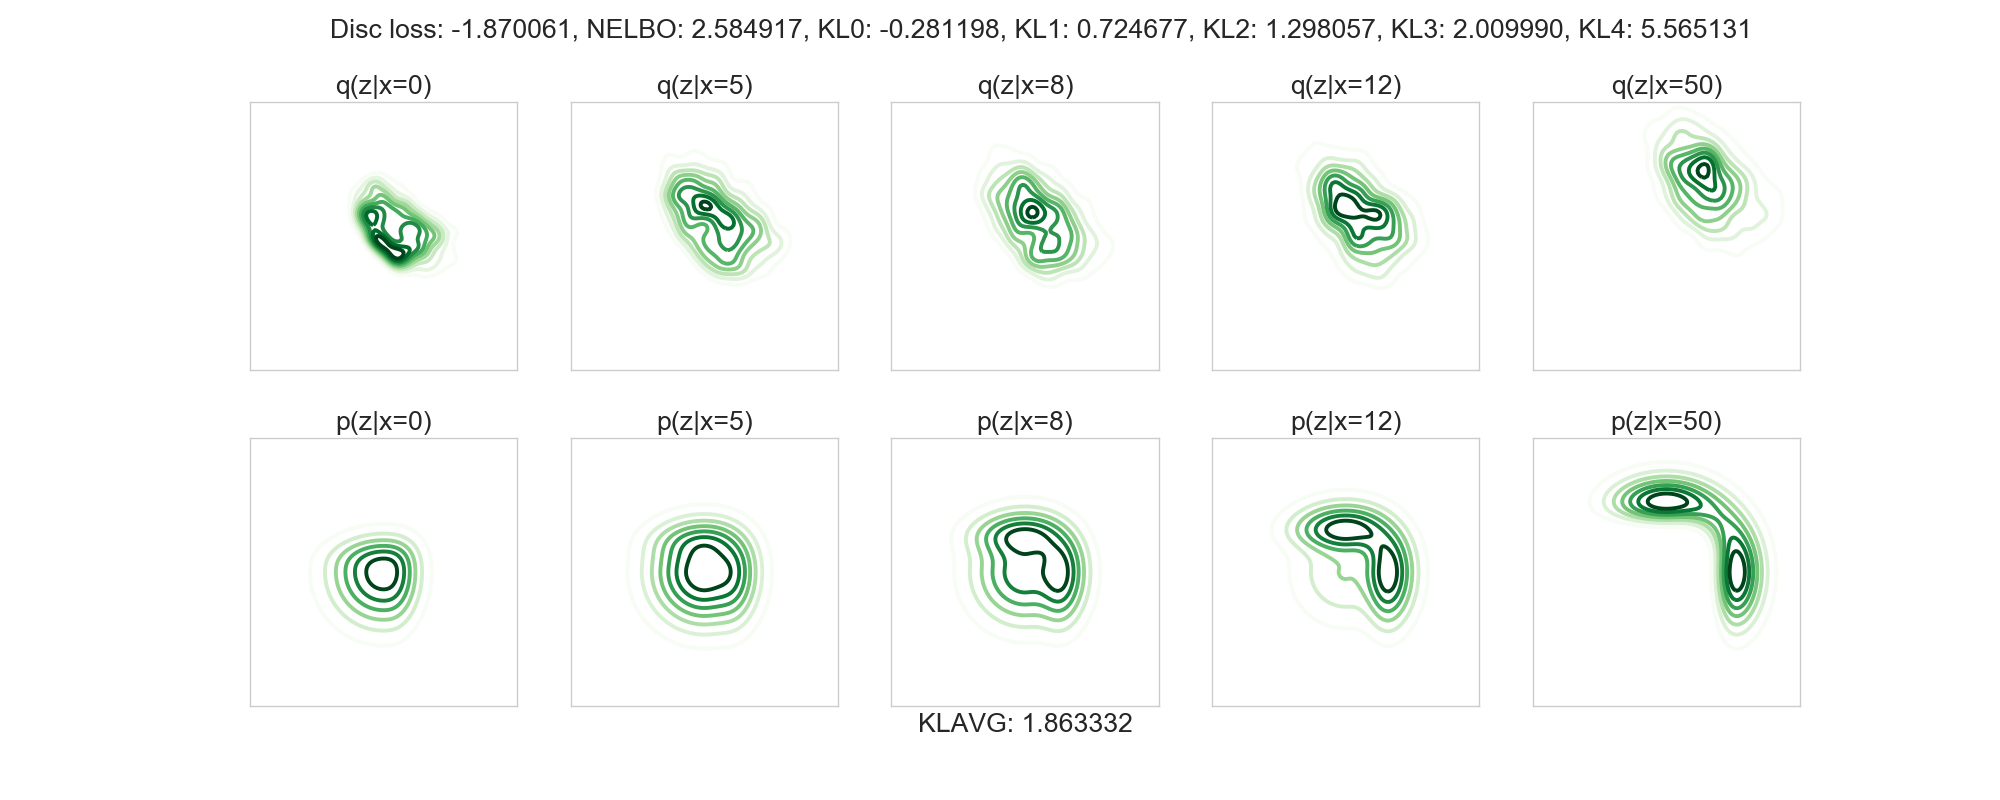 Disc loss: -1.870061, NELBO: 2.584917, KL0: -0.281198, KL1: 0.724677, KL2: 1.298057, KL3: 2.009990, KL4: 5.565131
q(z|x=0)
q(z|x=5)
q(z|x=8)
q(z|x=12)
q(z|x=50)
p(z|x=0)
p(z|x=5)
p(z|x=8)
p(z|x=12)
p(z|x=50)
KLAVG: 1.863332